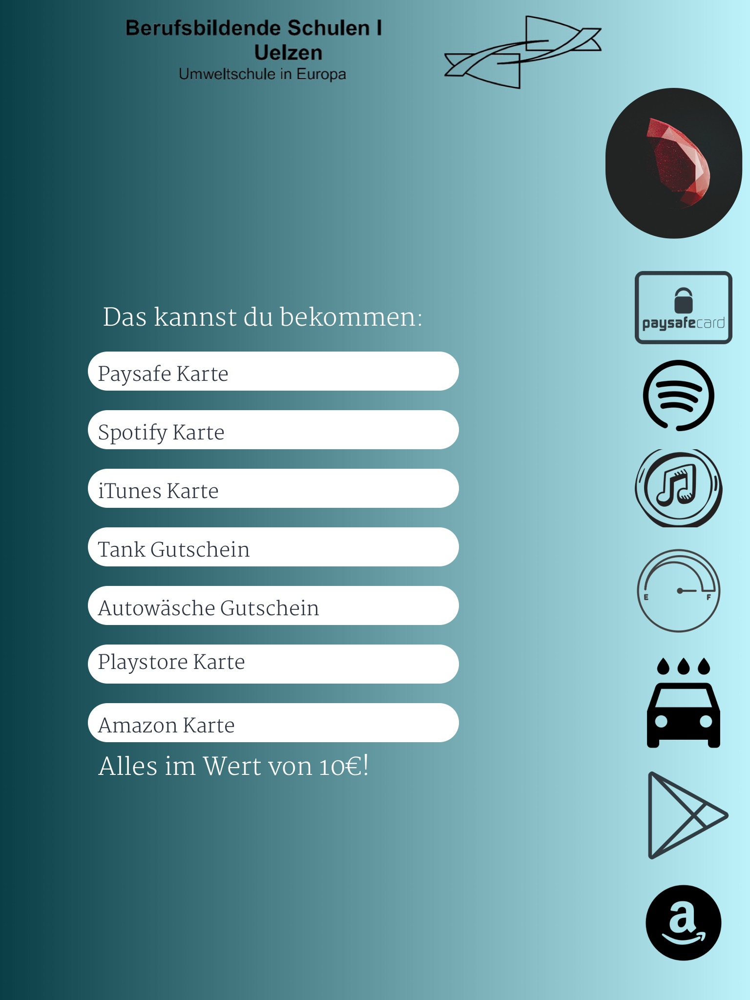 Berufsbildende Schulen I
Uelzen
Umweltschule in Europa
Das kannst du bekommen:
Paysafe Karte
Spotify Karte
iTunes Karte
Tank Gutschein
Autowäsche Gutschein
Playstore Karte
Amazon Karte
Alles im Wert von 10€!
paysafecard
E F
a